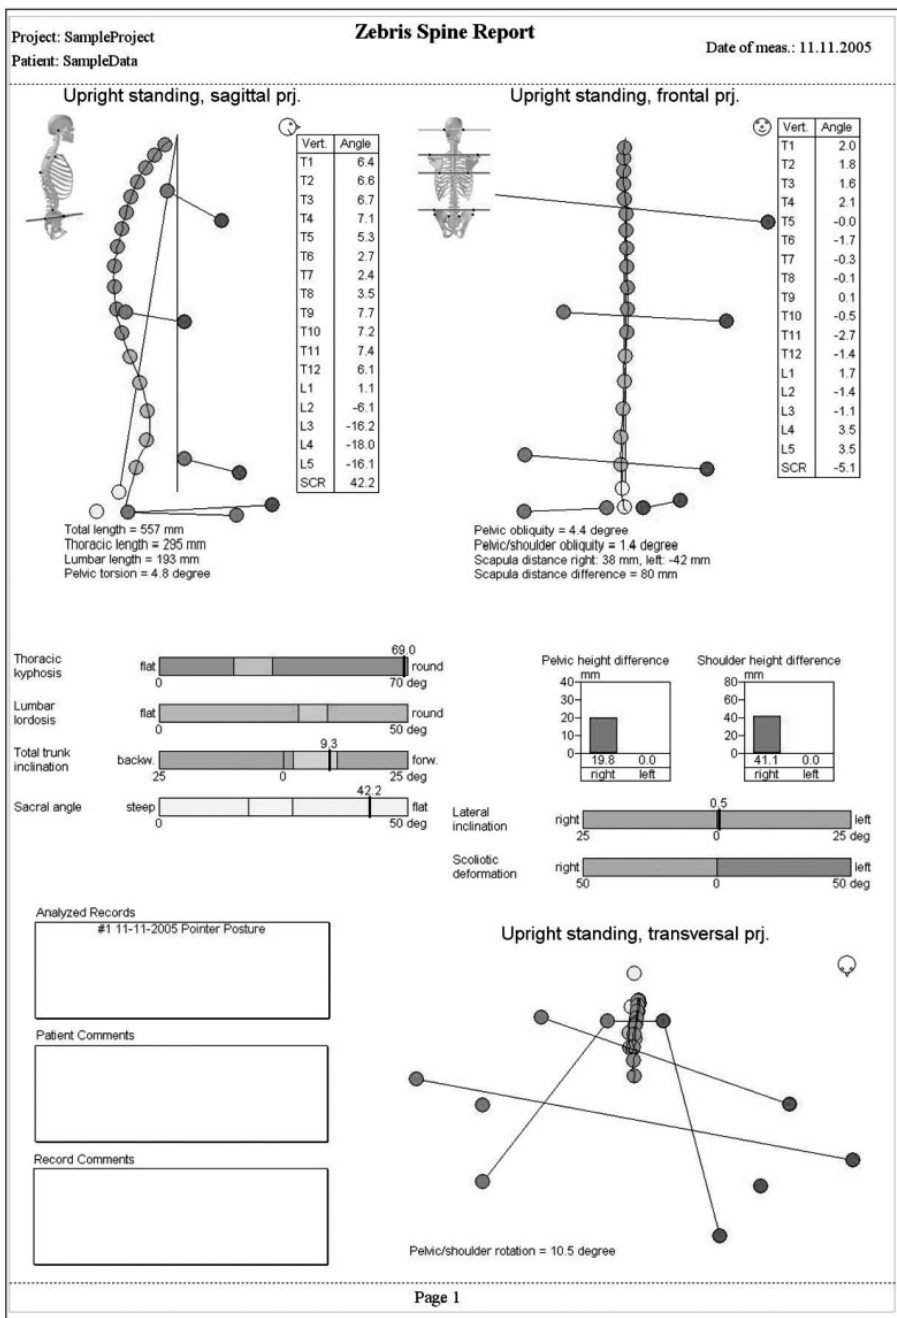 Project: SampleProject
Patient: SampleData
Zebris Spine Report
Date of meas.: 11.11.2005
Upright standing, sagittal prj.
Vert. Angle
T1 6.4
T2 6.6
T3 6.7
T4 7.1
T5 5.3
T6 2.7
T7 2.4
T8 3.5
T9 7.7
T10 7.2
T11 7.4
T12 6.1
L1 1.1
L2 -6.1
L3 -16.2
L4 -18.0
L5 -16.1
SCR 42.2
Total length = 557 mm
Thoracic length = 295 mm
Lumbar length = 193 mm
Pelvic torsion = 4.8 degree
Upright standing, frontal prj.
Vert. Angle
T1 2.0
T2 1.8
T3 1.6
T4 2.1
T5 -0.0
T6 -1.7
T7 -0.3
T8 -0.1
T9 0.1
T10 -0.5
T11 -2.7
T12 -1.4
L1 1.7
L2 -1.4
L3 -1.1
L4 3.5
L5 3.5
SCR -5.1
Pelvic obliquity = 4.4 degree
Pelvic/shoulder obliquity = 1.4 degree
Scapula distance right: 38 mm, left: -42 mm
Scapula distance difference = 80 mm
69.0
Thoracic
kyphosis
flat round
0 70 deg
Lumbar
lordosis
flat round
0 50 deg
9.3
Total trunk
inclination
backw. forw.
25 0 25 deg
42.2
Sacral angle
steep flat
0 50 deg
Pelvic height difference
mm
40
30
20
10
0
19.8 0.0
right left
Shoulder height difference
mm
80
60
40
20
0
41.1 0.0
right left
0.5
Lateral
inclination
right left
25 0 25 deg
Scoliotic
deformation
right left
50 0 50 deg
Analyzed Records
#1 11-11-2005 Pointer Posture
Patient Comments
Record Comments
Upright standing, transversal prj.
Pelvic/shoulder rotation = 10.5 degree
Page 1